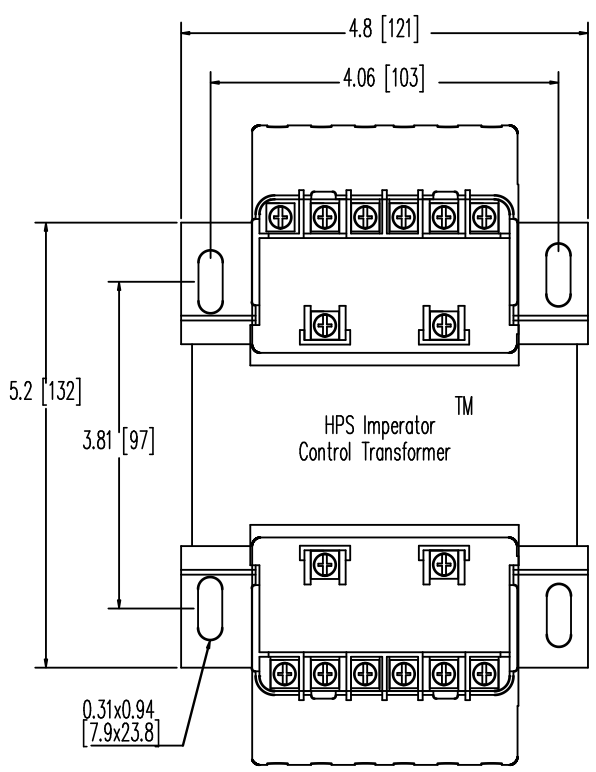 4.8 [121]
4.06 [103]
5.2 [132]
3.81 [97]
TM
HPS Imperator
Control Transformer
0.31x0.94
[7.9x23.8]